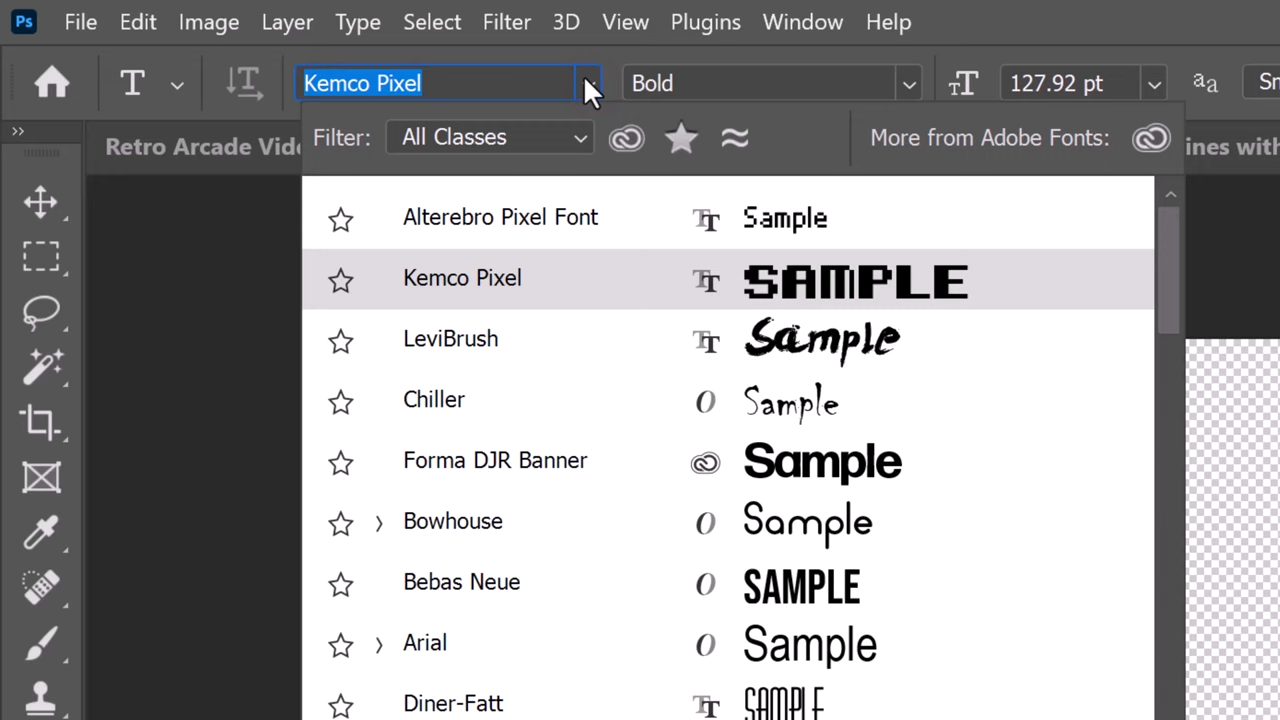 Ps File Edit Image Layer Type Select Filter 3D View Plugins Window Help
T Kemco Pixel Bold 127.92 pt
Filter: All Classes More from Adobe Fonts:
Retro Arcade Vid
Alterebro Pixel Font Sample
Kemco Pixel SAMPLE
LeviBrush Sample
Chiller Sample
Forma DJR Banner Sample
Bowhouse Sample
Bebas Neue SAMPLE
Arial Sample
Diner-Fatt SAMPLE